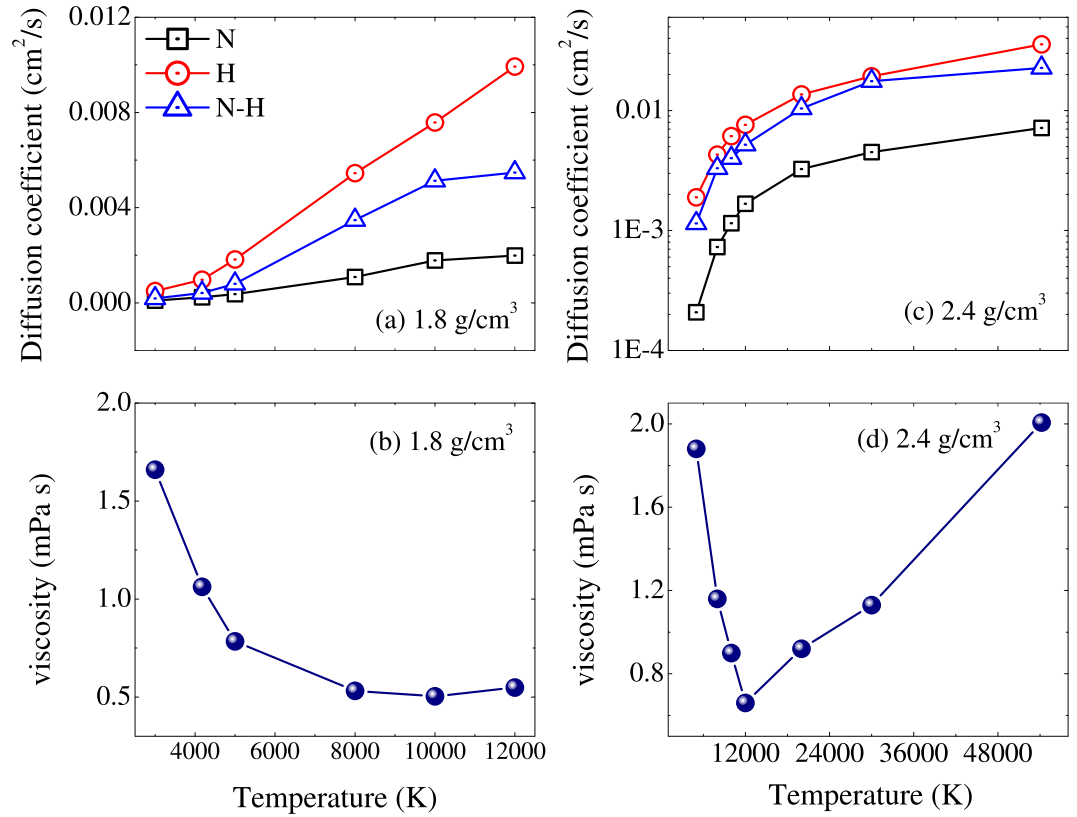 Diffusion coefficient (cm²/s)
0.012
0.008
0.004
0.000
N
H
N-H
(a) 1.8 g/cm³
Diffusion coefficient (cm²/s)
0.01
1E-3
1E-4
(c) 2.4 g/cm³
viscosity (mPa s)
2.0
1.5
1.0
0.5
(b) 1.8 g/cm³
4000 6000 8000 10000 12000
Temperature (K)
viscosity (mPa s)
2.0
1.6
1.2
0.8
(d) 2.4 g/cm³
12000 24000 36000 48000
Temperature (K)